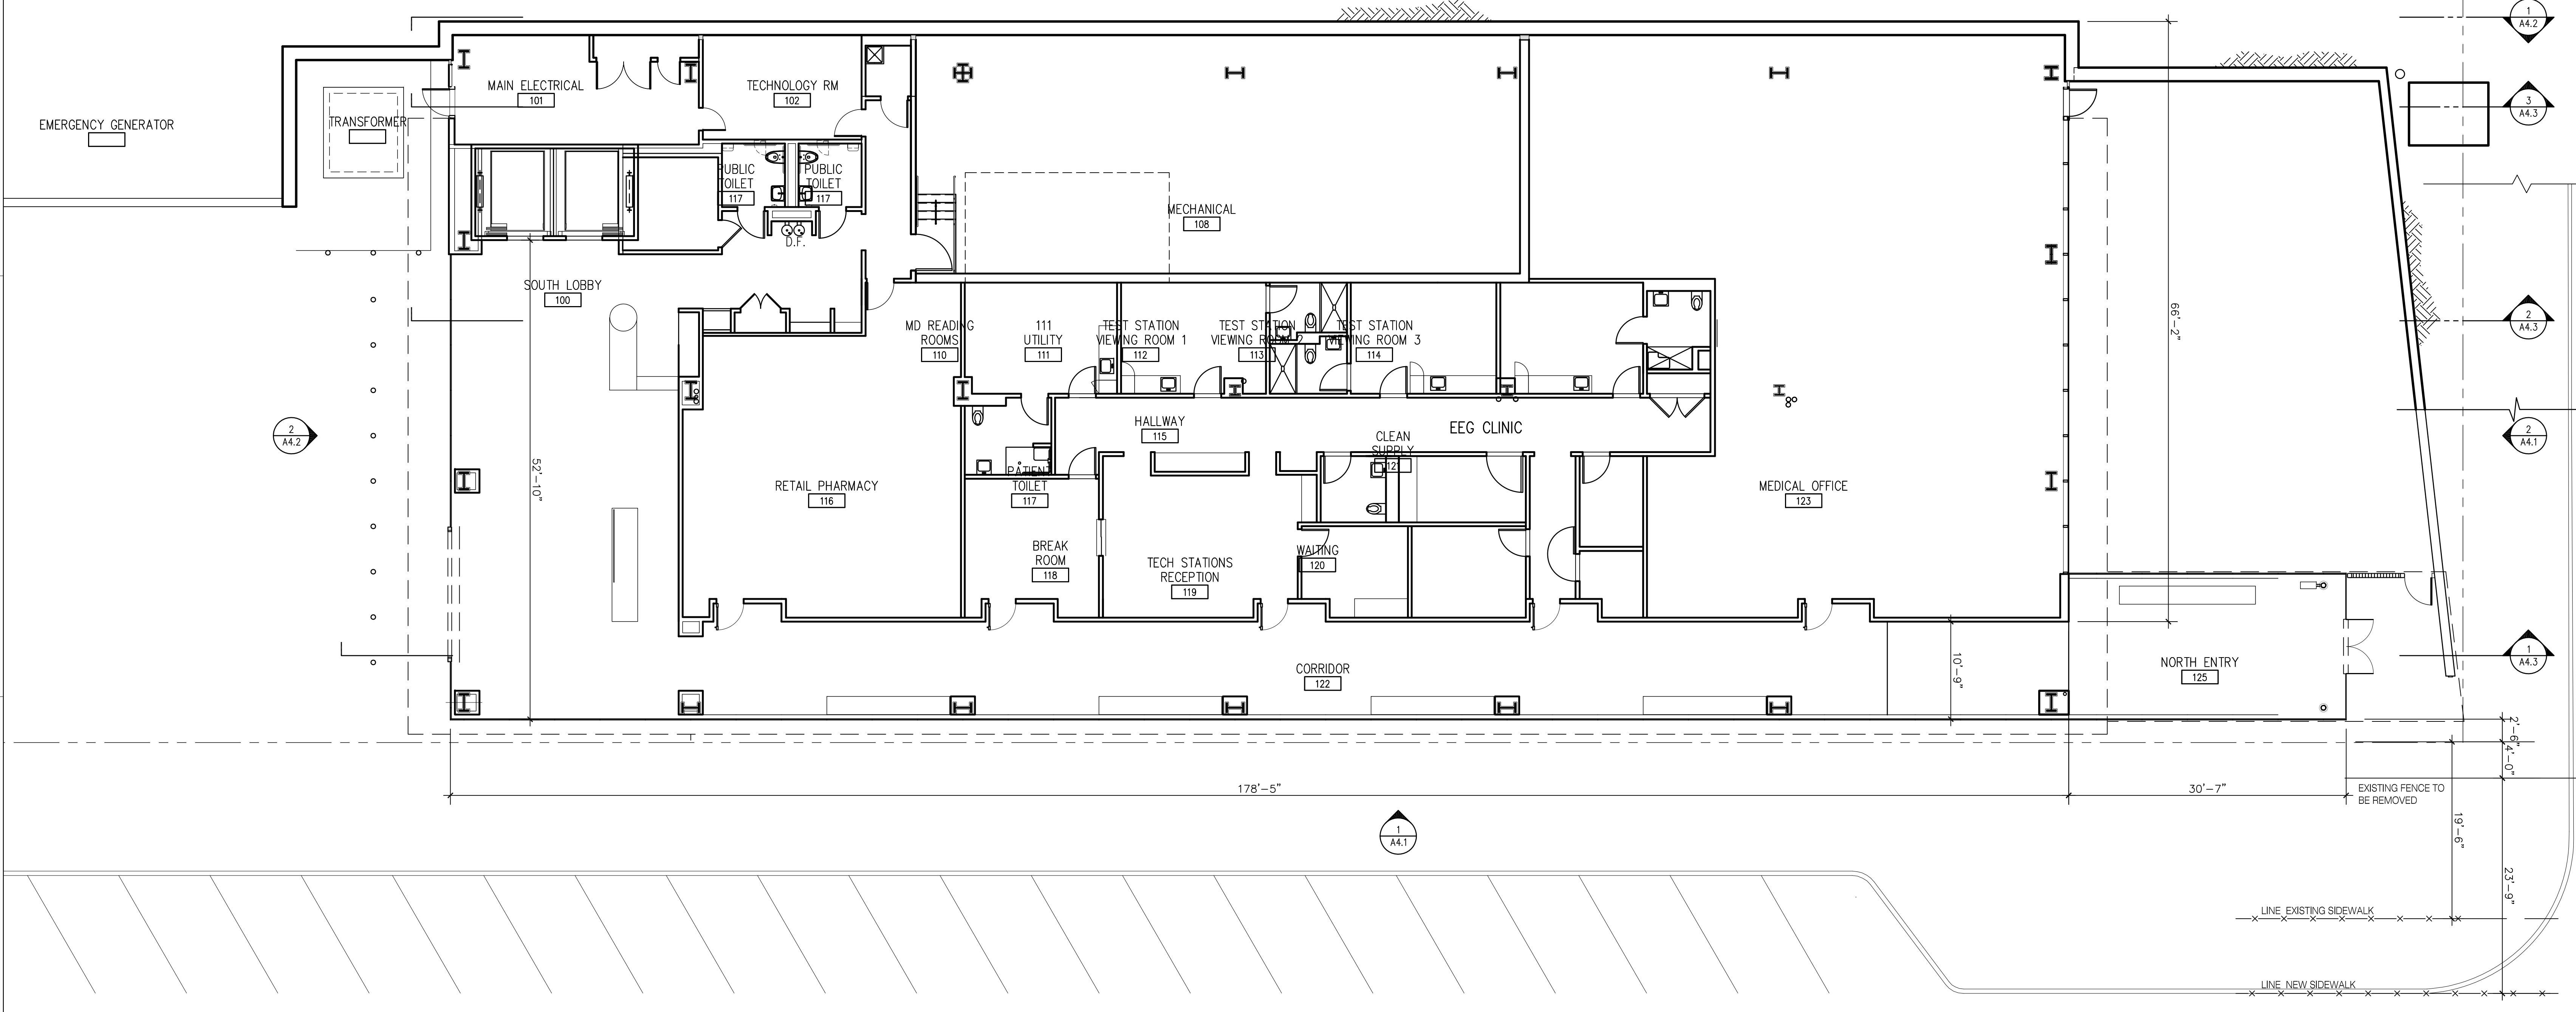 1
A4.2
MAIN ELECTRICAL
101
TECHNOLOGY RM
102
3
A4.3
EMERGENCY GENERATOR
TRANSFORMER
PUBLIC
TOILET
117
PUBLIC
TOILET
117
D.F.
MECHANICAL
108
SOUTH LOBBY
100
66'-2"
MD READING
ROOMS
110
111
UTILITY
111
TEST STATION
VIEWING ROOM 1
112
TEST STATION
VIEWING ROOM 2
113
TEST STATION
VIEWING ROOM 3
114
2
A4.3
2
A4.2
HALLWAY
115
EEG CLINIC
CLEAN
SUPPLY
121
2
A4.1
52'-10"
RETAIL PHARMACY
116
PATIENT
TOILET
117
MEDICAL OFFICE
123
BREAK
ROOM
118
TECH STATIONS
RECEPTION
119
WAITING
120
CORRIDOR
122
10'-9"
NORTH ENTRY
125
1
A4.3
2'-6"
4'-0"
178'-5"
30'-7"
EXISTING FENCE TO
BE REMOVED
1
A4.1
19'-6"
23'-9"
LINE EXISTING SIDEWALK
LINE NEW SIDEWALK